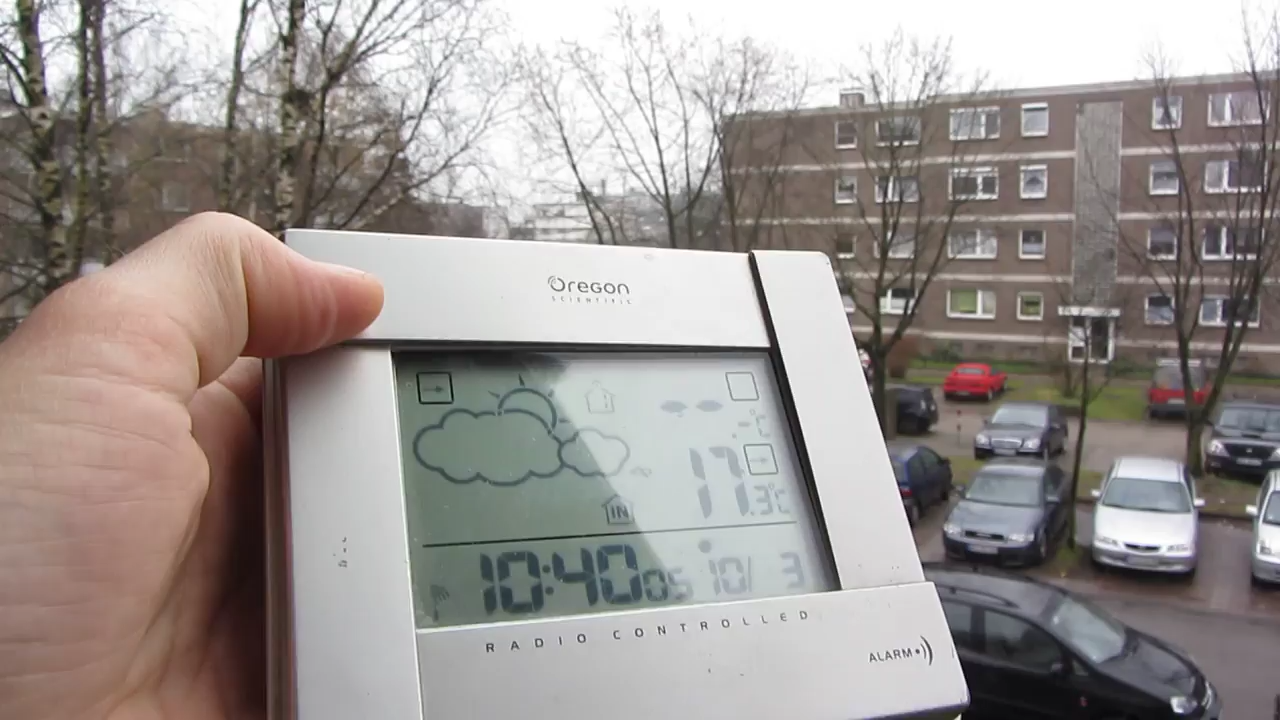 OREGON
SCIENTIFIC
-- .-°C
17.3°C
IN
10:40 05 10/ 3
RADIO CONTROLLED
ALARM